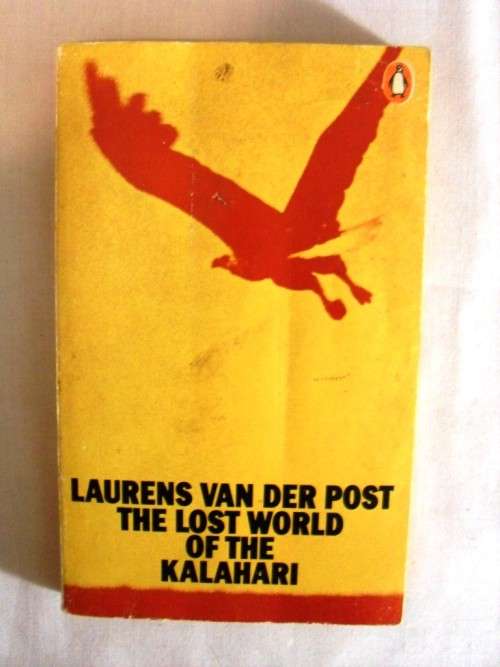 LAURENS VAN DER POST
THE LOST WORLD
OF THE
KALAHARI